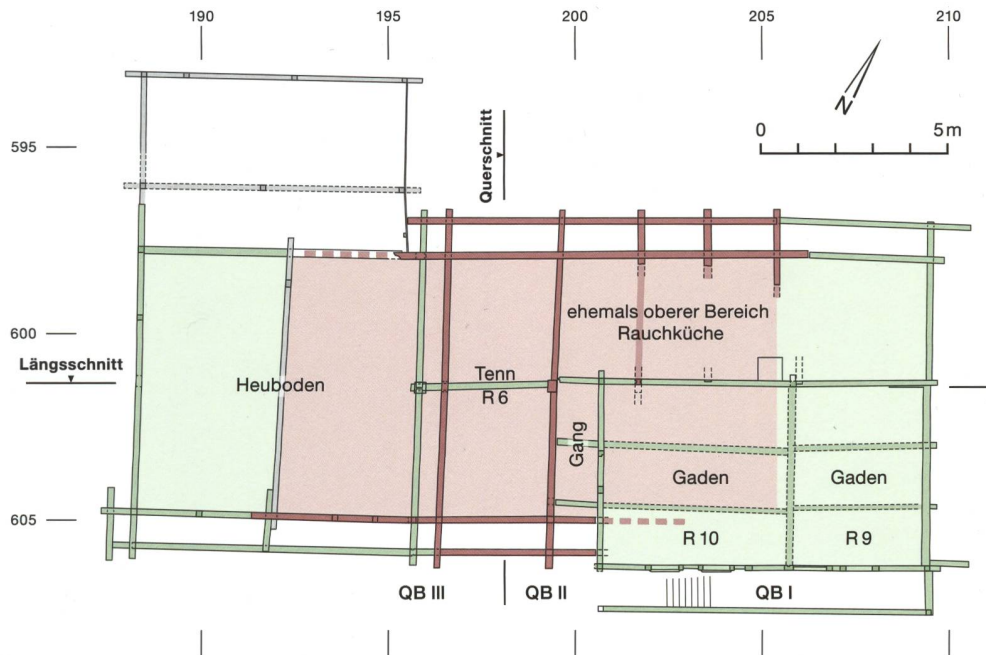 190 195 200 205 210
595
Querschnitt
N
0 5 m
600
ehemals oberer Bereich
Rauchküche
Längsschnitt
Heuboden
Tenn
R 6
Gang
Gaden
Gaden
605
R 10
R 9
QB III
QB II
QB I